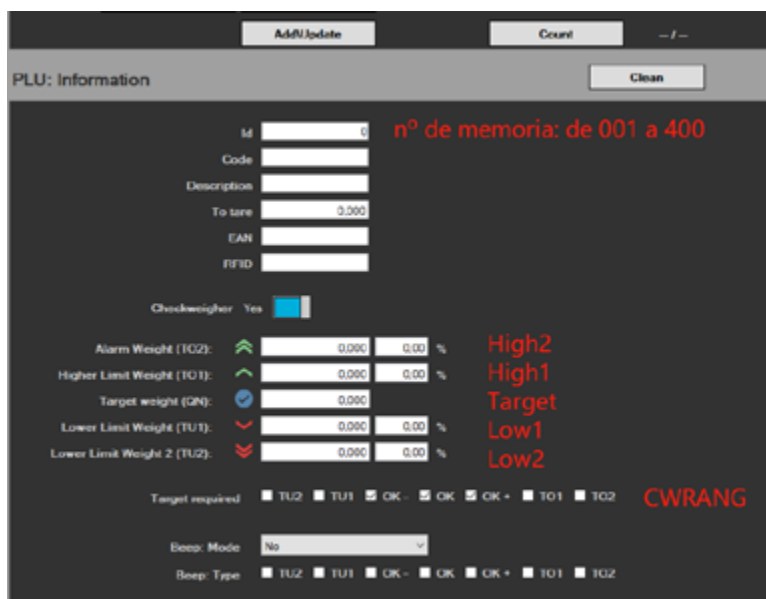 Add\Update Count --/--
PLU: Information Clean
Id 0 nº de memoria: de 001 a 400
Code
Description
To tare 0,000
EAN
RFID
Checkweigher Yes
Alarm Weight (TO2): 0,000 0,00 % High2
Higher Limit Weight (TO1): 0,000 0,00 % High1
Target weight (QN): 0,000 Target
Lower Limit Weight (TU1): 0,000 0,00 % Low1
Lower Limit Weight 2 (TU2): 0,000 0,00 % Low2
Target required TU2 TU1 OK - OK OK + TO1 TO2 CWRANG
Beep: Mode No
Beep: Type TU2 TU1 OK - OK OK + TO1 TO2